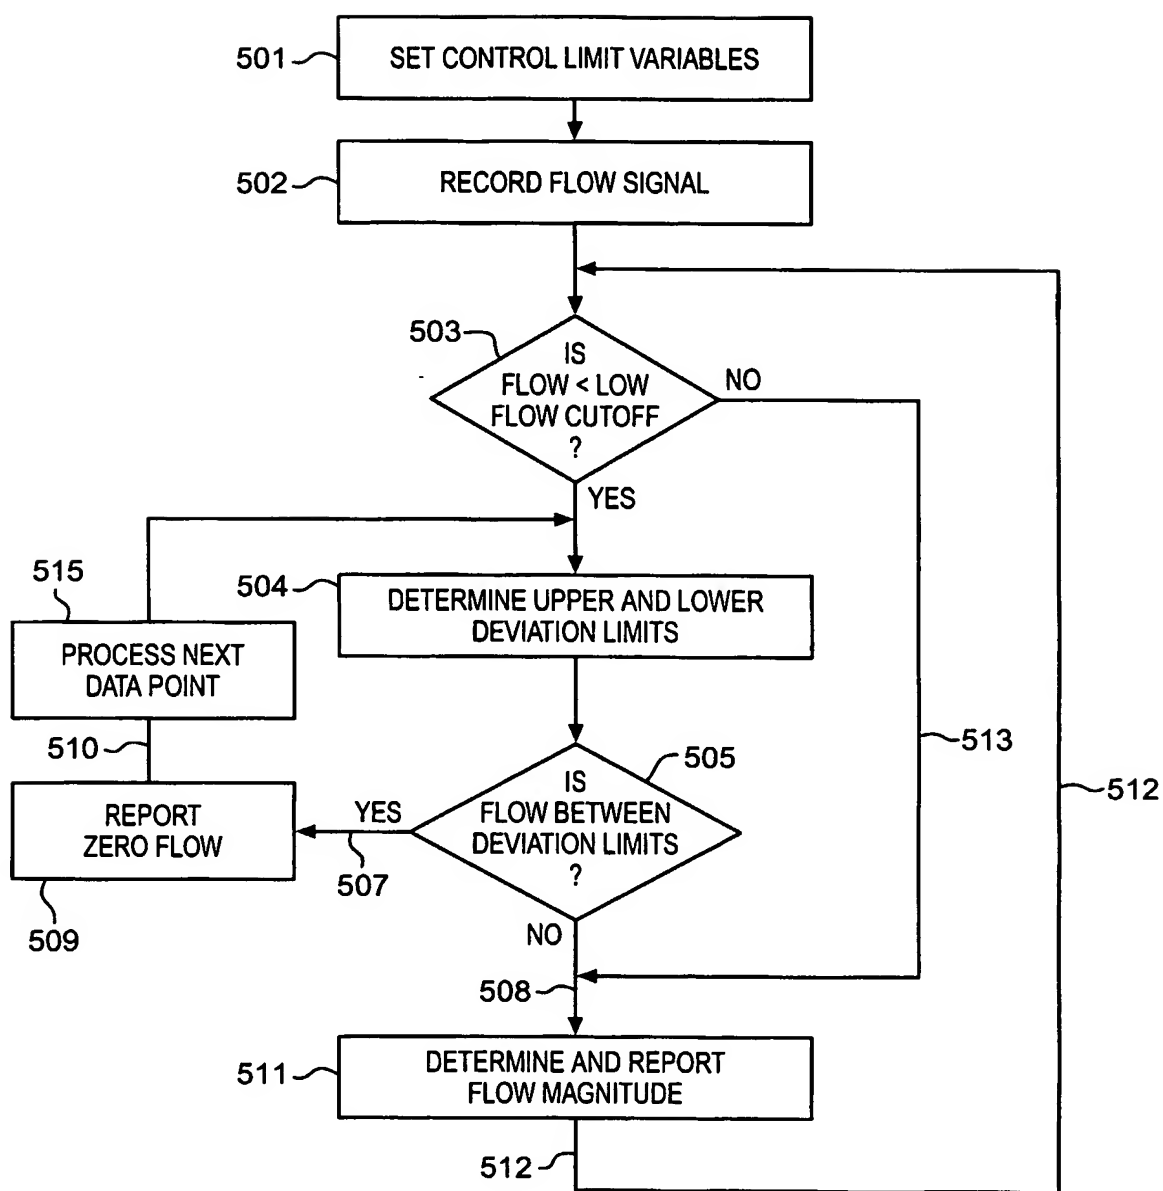 501
SET CONTROL LIMIT VARIABLES
502
RECORD FLOW SIGNAL
503
IS
FLOW < LOW
FLOW CUTOFF
?
NO
YES
515
PROCESS NEXT
DATA POINT
504
DETERMINE UPPER AND LOWER
DEVIATION LIMITS
510
513
512
505
IS
FLOW BETWEEN
DEVIATION LIMITS
?
YES
507
REPORT
ZERO FLOW
509
NO
508
511
DETERMINE AND REPORT
FLOW MAGNITUDE
512